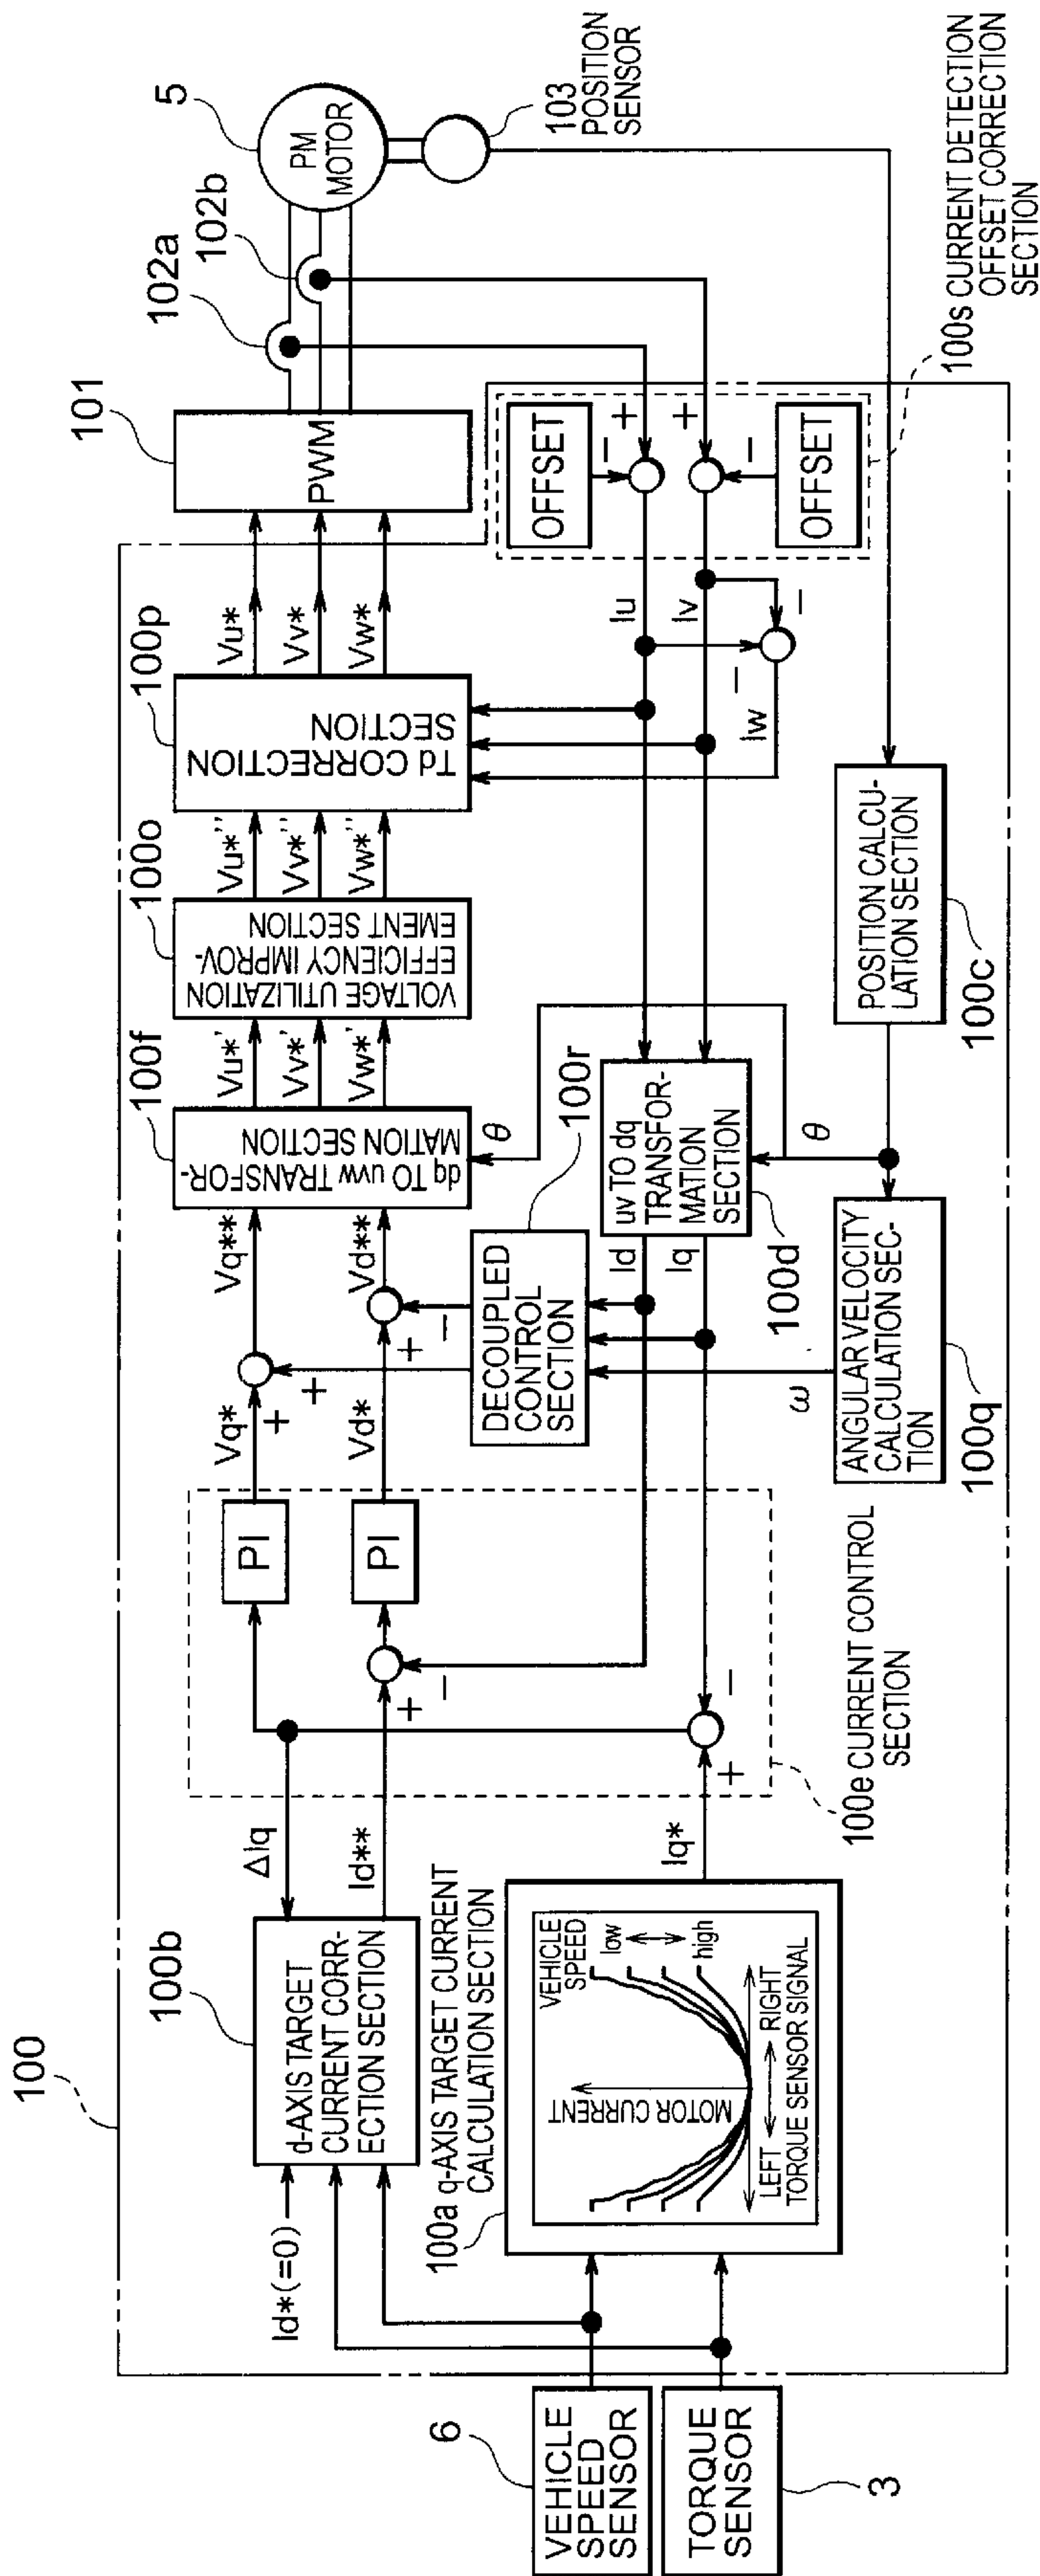 100
6
VEHICLE
SPEED
SENSOR
TORQUE
SENSOR
3
Id*(=0)
100b
d-AXIS TARGET
CURRENT CORR-
ECTION SECTION
ΔIq
Id**
100a q-AXIS TARGET CURRENT
CALCULATION SECTION
MOTOR CURRENT
VEHICLE
SPEED
low
high
LEFT
RIGHT
TORQUE SENSOR SIGNAL
Iq*
+
−
+
−
PI
PI
100e CURRENT CONTROL
SECTION
Vq*
Vd*
+
+
+
−
Vq**
Vd**
DECOUPLED
CONTROL
SECTION
100r
ω
ANGULAR VELOCITY
CALCULATION SEC-
TION
100q
Id
Iq
uv TO dq
TRANSFOR-
MATION
SECTION
100d
θ
θ
100f
dq TO uvw TRANSFOR-
MATION SECTION
Vu*'
Vv*'
Vw*'
100o
VOLTAGE UTILIZATION
EFFICIENCY IMPROV-
EMENT SECTION
Vu*''
Vv*''
Vw*''
100p
Td CORRECTION
SECTION
Vu*
Vv*
Vw*
POSITION CALCU-
LATION SECTION
100c
Iu
Iv
Iw
−
−
OFFSET
OFFSET
−
+
+
−
100s CURRENT DETECTION
OFFSET CORRECTION
SECTION
101
PWM
102a
102b
5
PM
MOTOR
103
POSITION
SENSOR